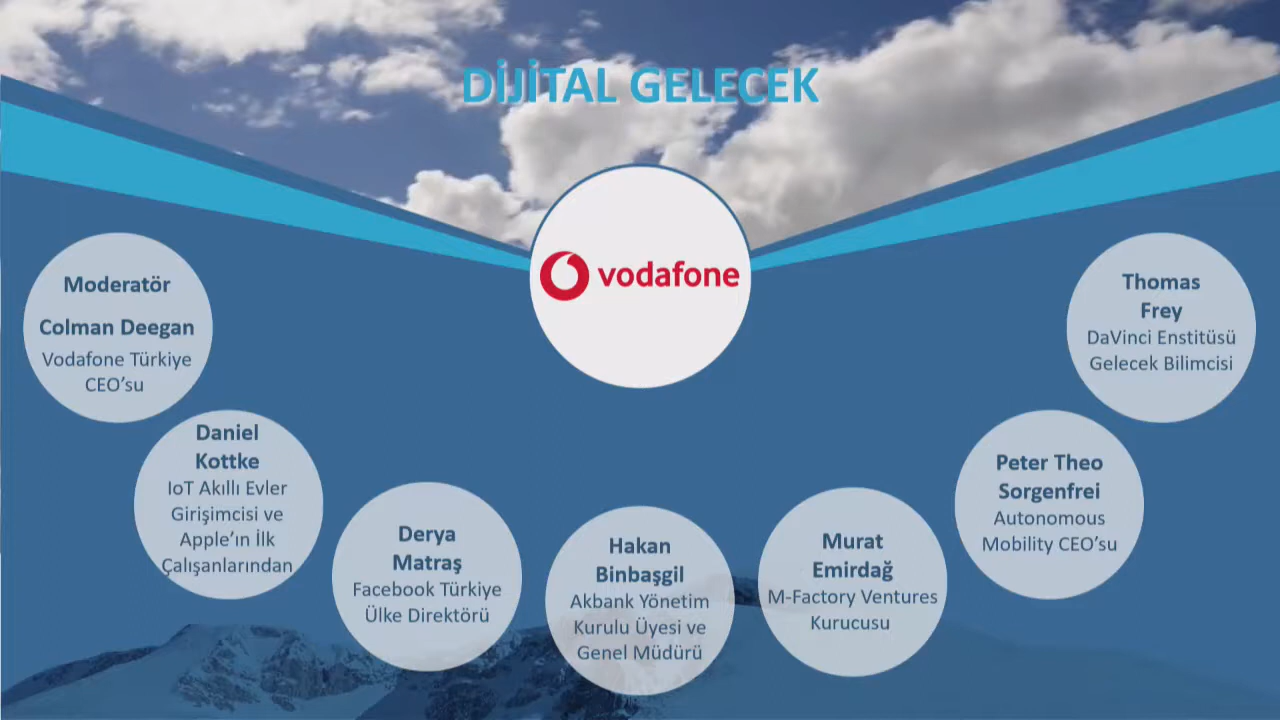 DİJİTAL GELECEK
vodafone
Moderatör
Colman Deegan
Vodafone Türkiye
CEO’su
Daniel
Kottke
IoT Akıllı Evler
Girişimcisi ve
Apple’ın İlk
Çalışanlarından
Derya
Matraş
Facebook Türkiye
Ülke Direktörü
Hakan
Binbaşgil
Akbank Yönetim
Kurulu Üyesi ve
Genel Müdürü
Murat
Emirdağ
M-Factory Ventures
Kurucusu
Peter Theo
Sorgenfrei
Autonomous
Mobility CEO’su
Thomas
Frey
DaVinci Enstitüsü
Gelecek Bilimcisi